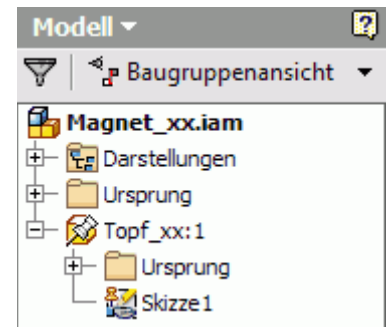 Modell
Baugruppenansicht
Magnet_xx.iam
Darstellungen
Ursprung
Topf_xx:1
Ursprung
Skizze1